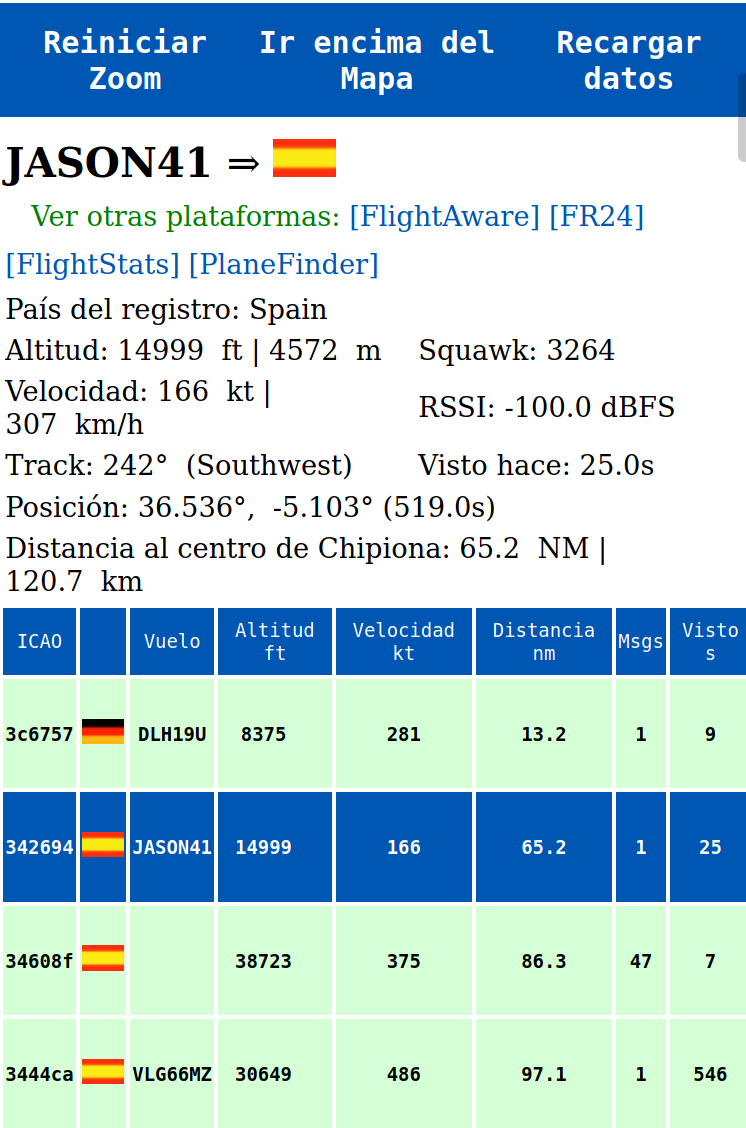 Reiniciar Zoom
Ir encima del Mapa
Recargar datos
JASON41 ⇒
Ver otras plataformas: [FlightAware] [FR24]
[FlightStats] [PlaneFinder]
País del registro: Spain
Altitud: 14999 ft | 4572 m Squawk: 3264
Velocidad: 166 kt |
307 km/h
RSSI: -100.0 dBFS
Track: 242° (Southwest) Visto hace: 25.0s
Posición: 36.536°, -5.103° (519.0s)
Distancia al centro de Chipiona: 65.2 NM |
120.7 km
ICAO Vuelo Altitud ft Velocidad kt Distancia nm Msgs Visto s
3c6757 DLH19U 8375 281 13.2 1 9
342694 JASON41 14999 166 65.2 1 25
34608f 38723 375 86.3 47 7
3444ca VLG66MZ 30649 486 97.1 1 546